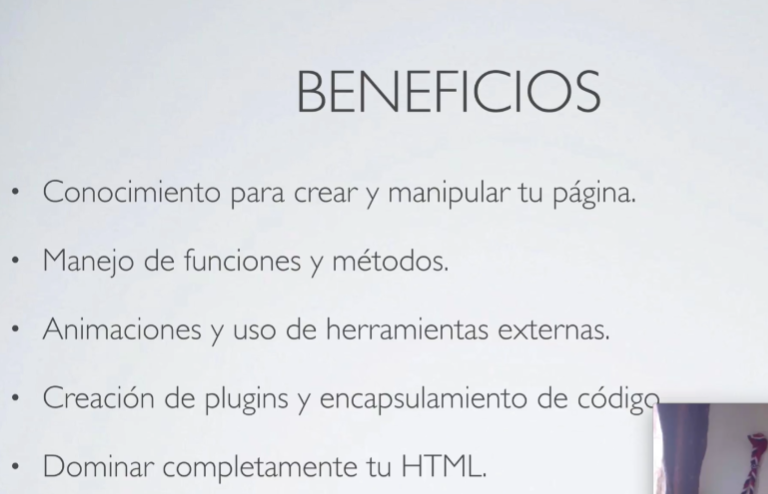 BENEFICIOS
• Conocimiento para crear y manipular tu página.
• Manejo de funciones y métodos.
• Animaciones y uso de herramientas externas.
• Creación de plugins y encapsulamiento de código
• Dominar completamente tu HTML.